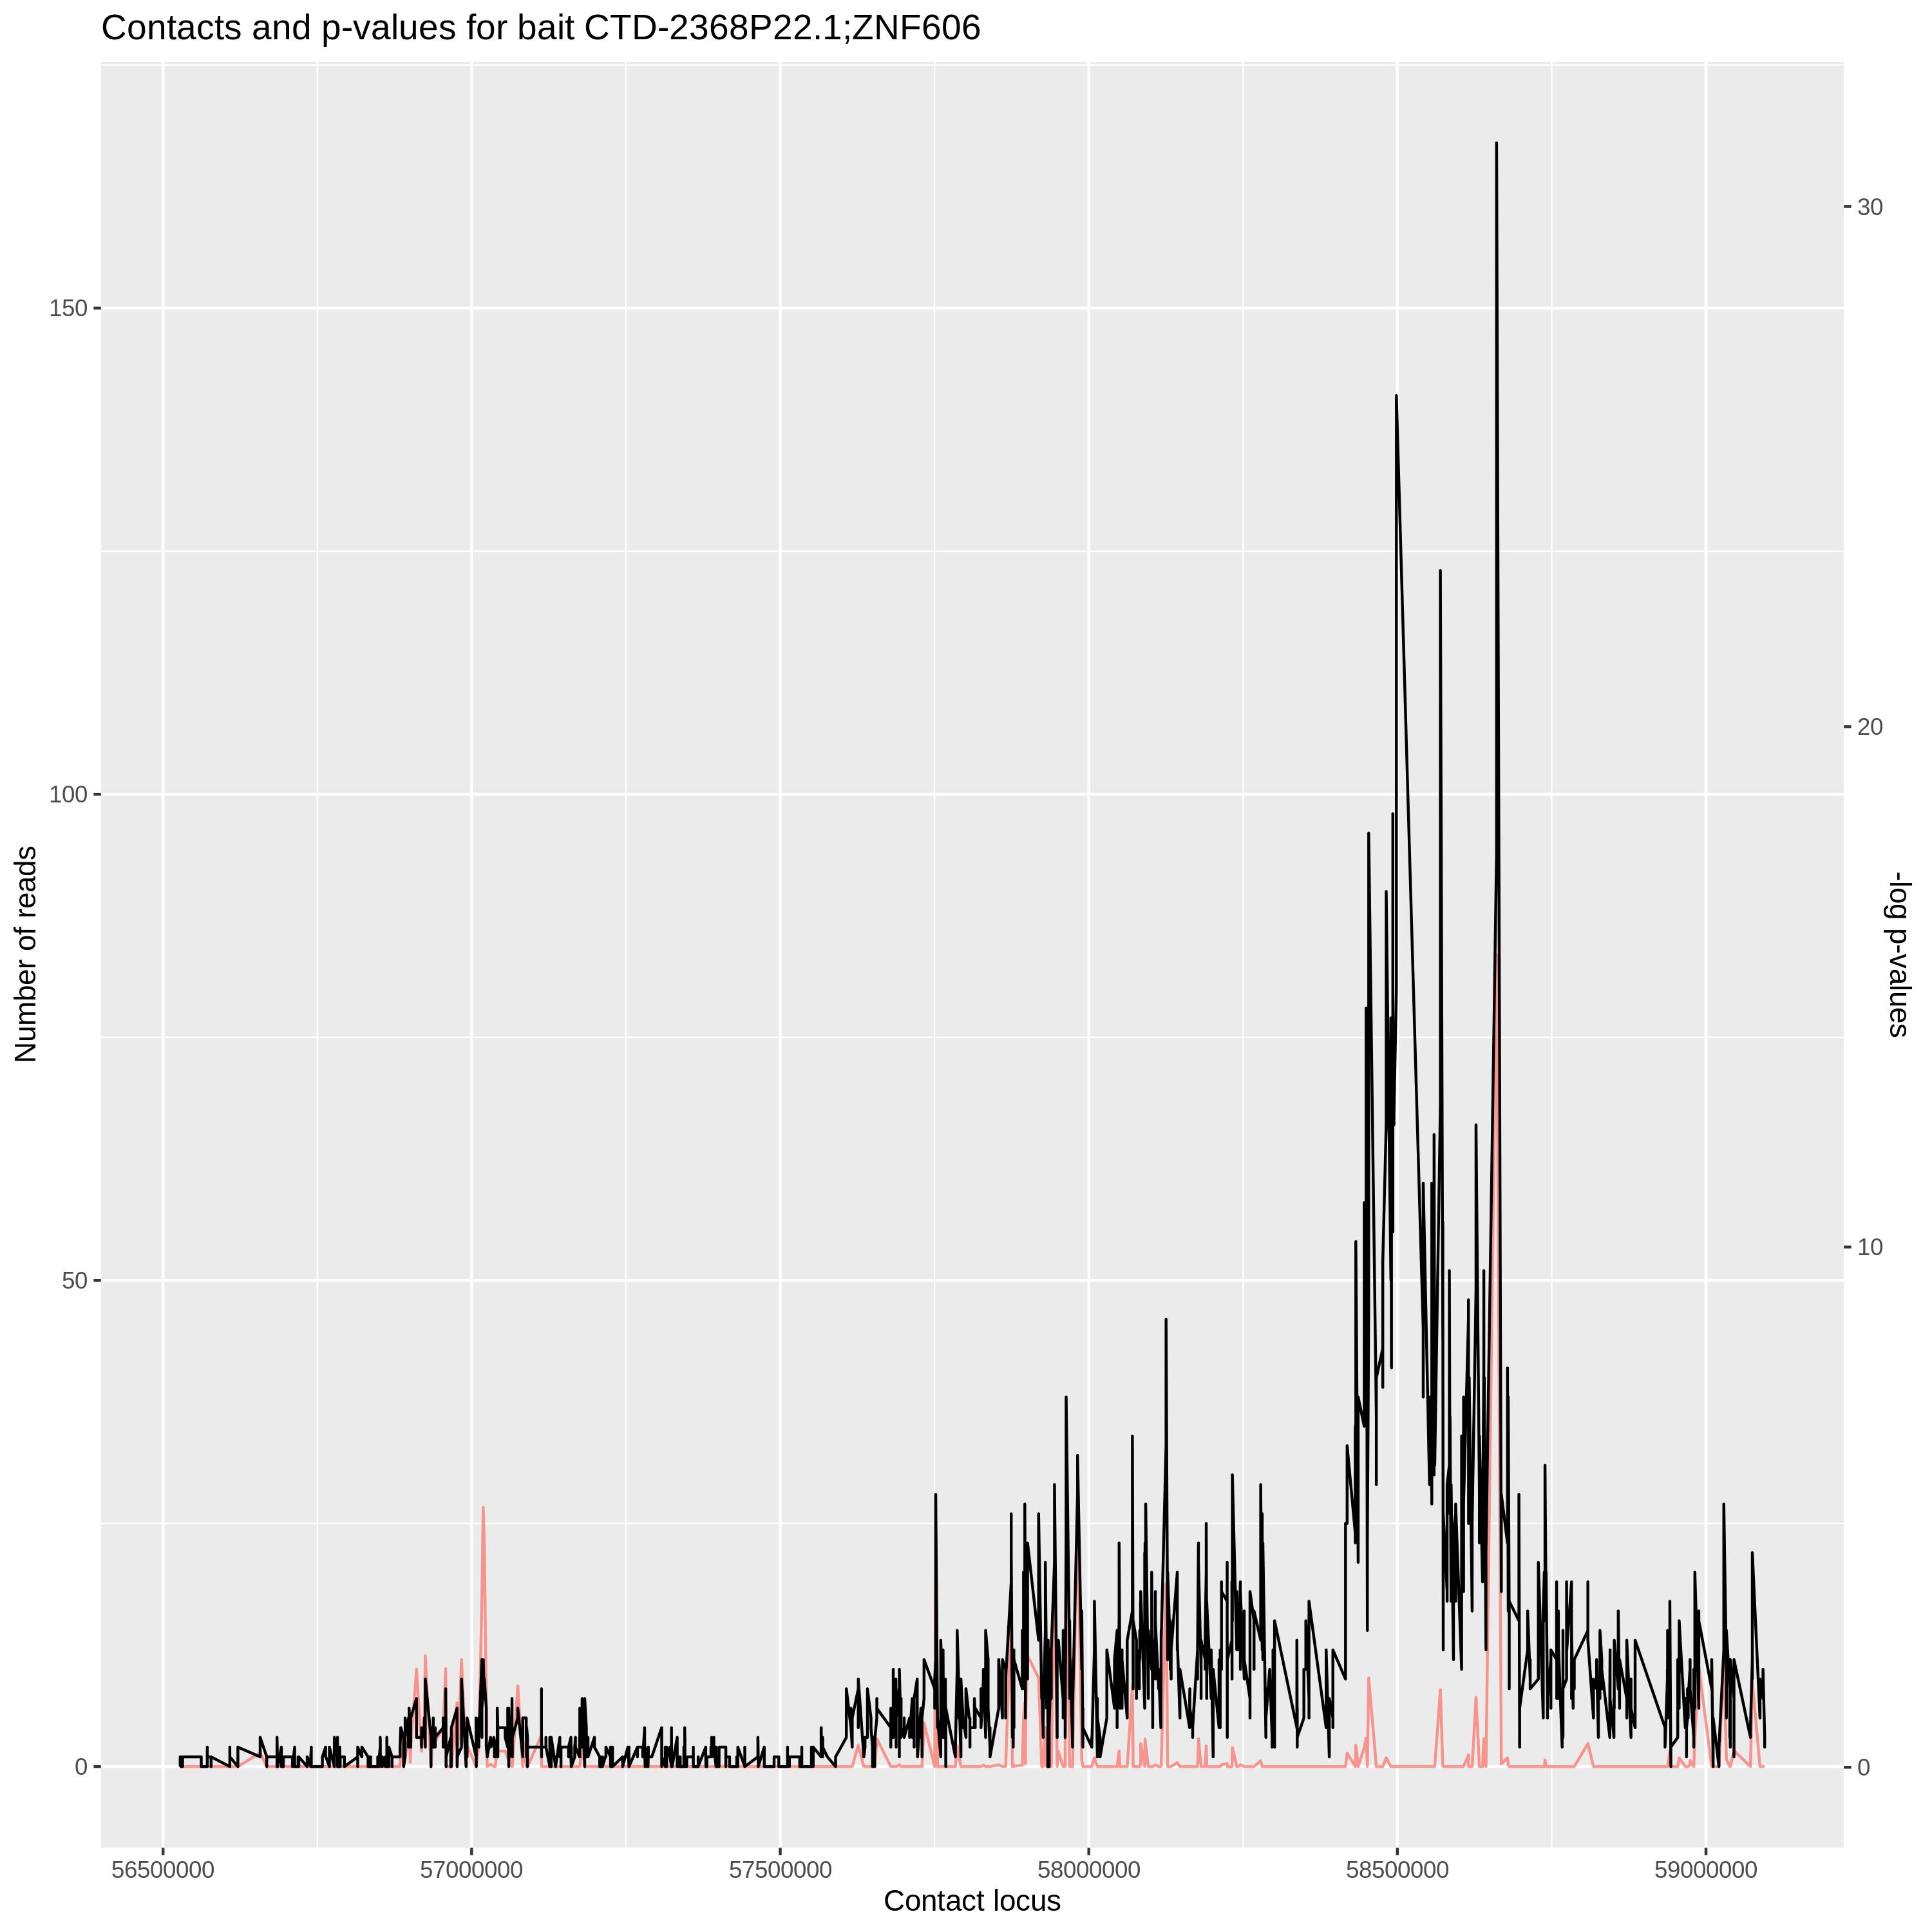 Contacts and p-values for bait CTD-2368P22.1;ZNF606
Number of reads
150
100
50
0
30
20
10
0
-log p-values
56500000 57000000 57500000 58000000 58500000 59000000
Contact locus